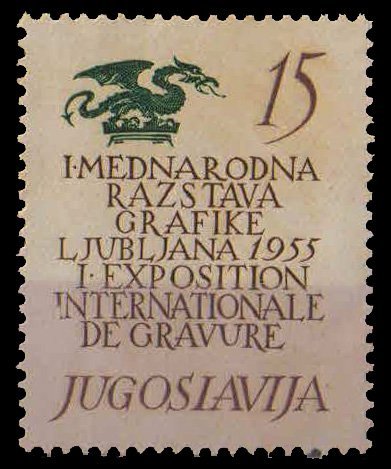 15
I·MEDNARODNA
RAZSTAVA
GRAFIKE
LJUBLJANA 1955
I·EXPOSITION
INTERNATIONALE
DE GRAVURE
JUGOSLAVIJA